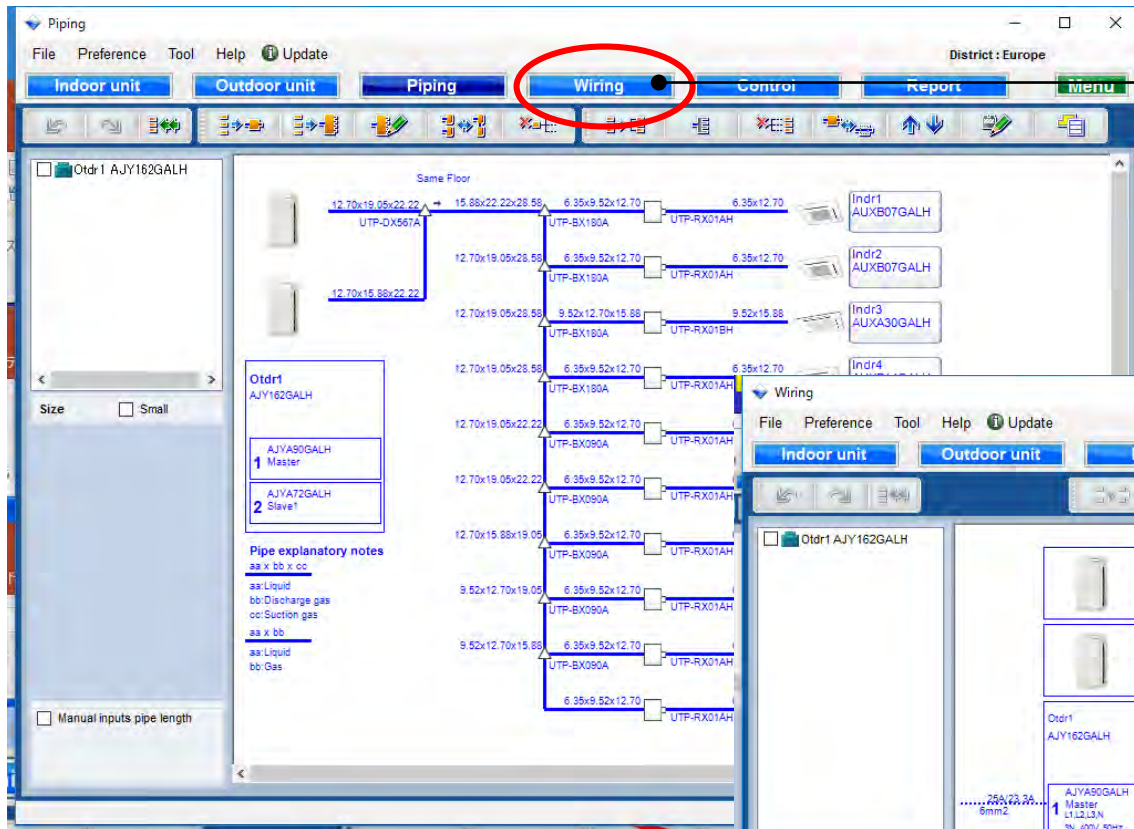 Piping
File Preference Tool Help Update
District : Europe
Indoor unit Outdoor unit Piping Wiring Control Report Menu
Otdr1 AJY162GALH
Size Small
Manual inputs pipe length
Same Floor
12.70x19.05x22.22 15.88x22.22x28.58 6.35x9.52x12.70 6.35x12.70
UTP-DX567A UTP-BX180A UTP-RX01AH
Indr1
AUXB07GALH
12.70x19.05x28.58 6.35x9.52x12.70 6.35x12.70
UTP-BX180A UTP-RX01AH
Indr2
AUXB07GALH
12.70x15.88x22.22
12.70x19.05x28.58 9.52x12.70x15.88 9.52x15.88
UTP-BX180A UTP-RX01BH
Indr3
AUXA30GALH
12.70x19.05x28.58 6.35x9.52x12.70 6.35x12.70
UTP-BX180A UTP-RX01AH
Indr4
12.70x19.05x22.22 6.35x9.52x12.70
UTP-BX090A UTP-RX01AH
12.70x19.05x22.22 6.35x9.52x12.70
UTP-BX090A UTP-RX01AH
12.70x15.88x19.05 6.35x9.52x12.70
UTP-BX090A UTP-RX01AH
9.52x12.70x19.05 6.35x9.52x12.70
UTP-BX090A UTP-RX01AH
9.52x12.70x15.88 6.35x9.52x12.70
UTP-BX090A UTP-RX01AH
6.35x9.52x12.70
UTP-RX01AH
Otdr1
AJY162GALH
AJYA90GALH
1 Master
AJYA72GALH
2 Slave1
Pipe explanatory notes
aa x bb x cc
aa:Liquid
bb:Discharge gas
cc:Suction gas
aa x bb
aa:Liquid
bb:Gas
Wiring
File Preference Tool Help Update
Indoor unit Outdoor unit
Otdr1 AJY162GALH
Otdr1
AJY162GALH
25A/23.3A
6mm2
AJYA90GALH
1 Master
L1,L2,L3,N
3N, 400V, 50Hz